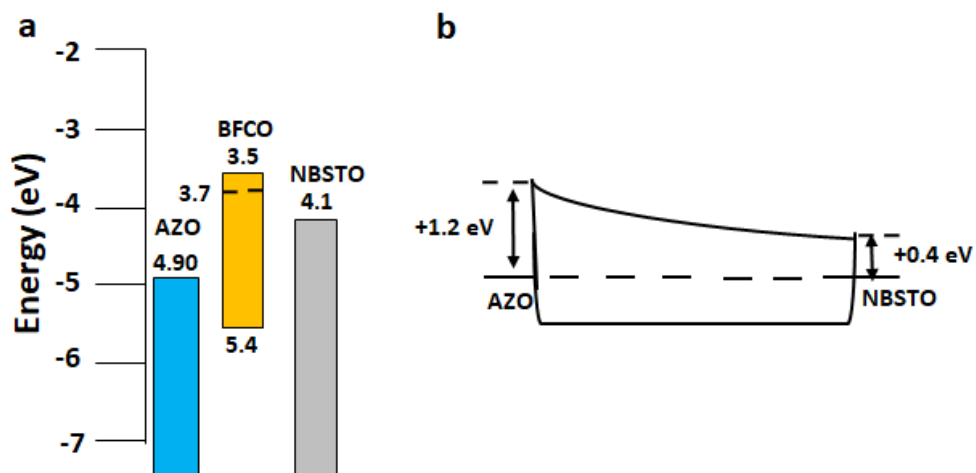 a
Energy (eV)
-2
-3
-4
-5
-6
-7
AZO
4.90
BFCO
3.5
3.7
5.4
NBSTO
4.1
b
+1.2 eV
AZO
+0.4 eV
NBSTO